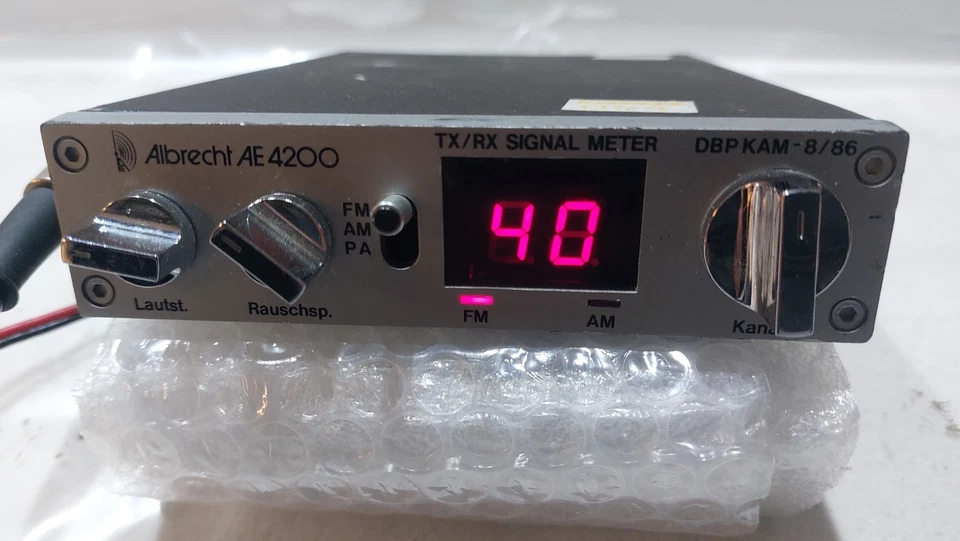 Albrecht AE 4200
TX/RX SIGNAL METER
DBP KAM-8/86
FM
AM
PA
40
Lautst.
Rauschsp.
FM
AM